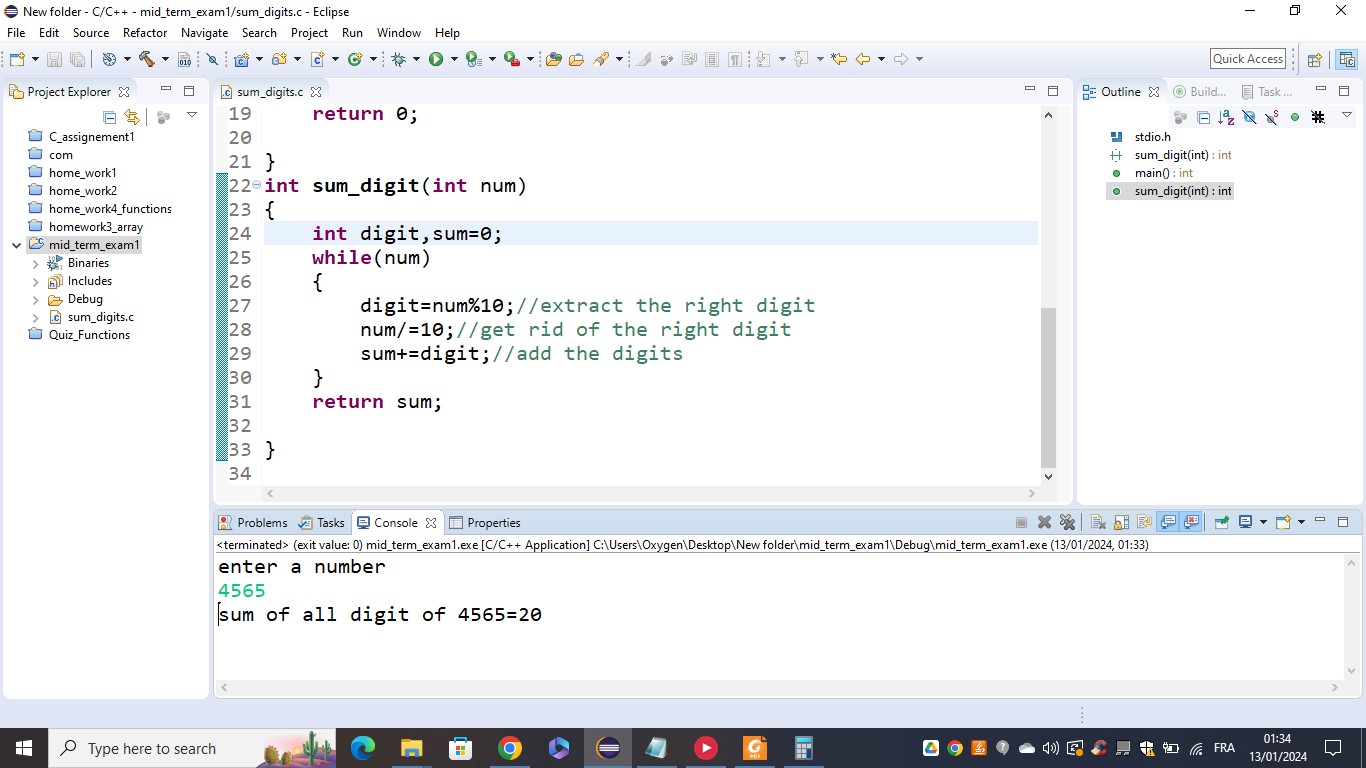 New folder - C/C++ - mid_term_exam1/sum_digits.c - Eclipse
File Edit Source Refactor Navigate Search Project Run Window Help
Quick Access
Project Explorer
C_assignement1
com
home_work1
home_work2
home_work4_functions
homework3_array
mid_term_exam1
Binaries
Includes
Debug
sum_digits.c
Quiz_Functions
sum_digits.c
19 return 0;
20
21 }
22 int sum_digit(int num)
23 {
24 int digit,sum=0;
25 while(num)
26 {
27 digit=num%10;//extract the right digit
28 num/=10;//get rid of the right digit
29 sum+=digit;//add the digits
30 }
31 return sum;
32
33 }
34
Outline Build... Task ...
stdio.h
sum_digit(int) : int
main() : int
sum_digit(int) : int
Problems Tasks Console Properties
<terminated> (exit value: 0) mid_term_exam1.exe [C/C++ Application] C:\Users\Oxygen\Desktop\New folder\mid_term_exam1\Debug\mid_term_exam1.exe (13/01/2024, 01:33)
enter a number
4565
sum of all digit of 4565=20
Type here to search
FRA
01:34
13/01/2024